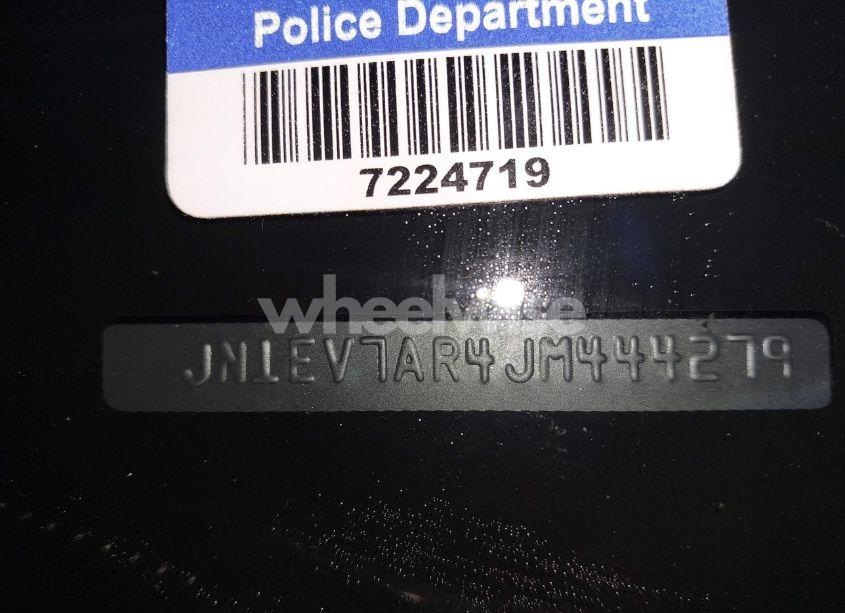 Police Department
7224719
wheelwise
JN1EV7AR4JM444279